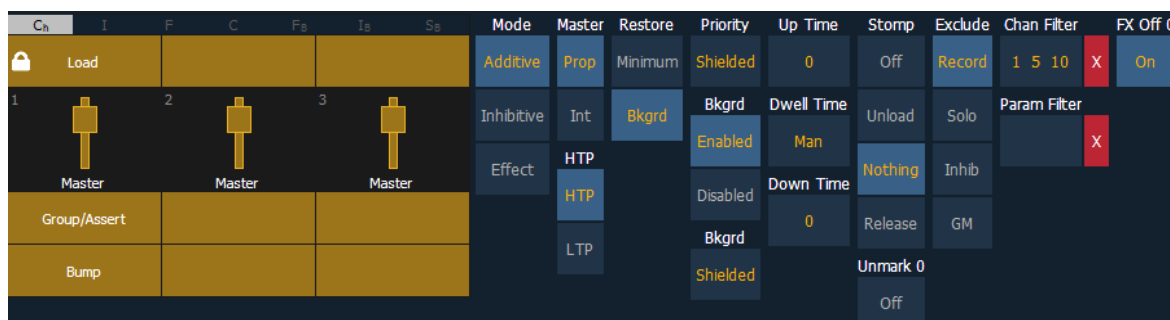 Ch I F C FB IB SB Mode Master Restore Priority Up Time Stomp Exclude Chan Filter FX Off
Load Additive Prop Minimum Shielded 0 Off Record 1 5 10 X On
1 2 3 Bkgrd Dwell Time Param Filter
Inhibitive Int Bkgrd Enabled Man Unload Solo X
HTP
Effect Nothing Inhib
Master Master Master HTP Disabled Down Time
Group/Assert LTP Bkgrd 0 Release GM
Bump Shielded Unmark 0
Off